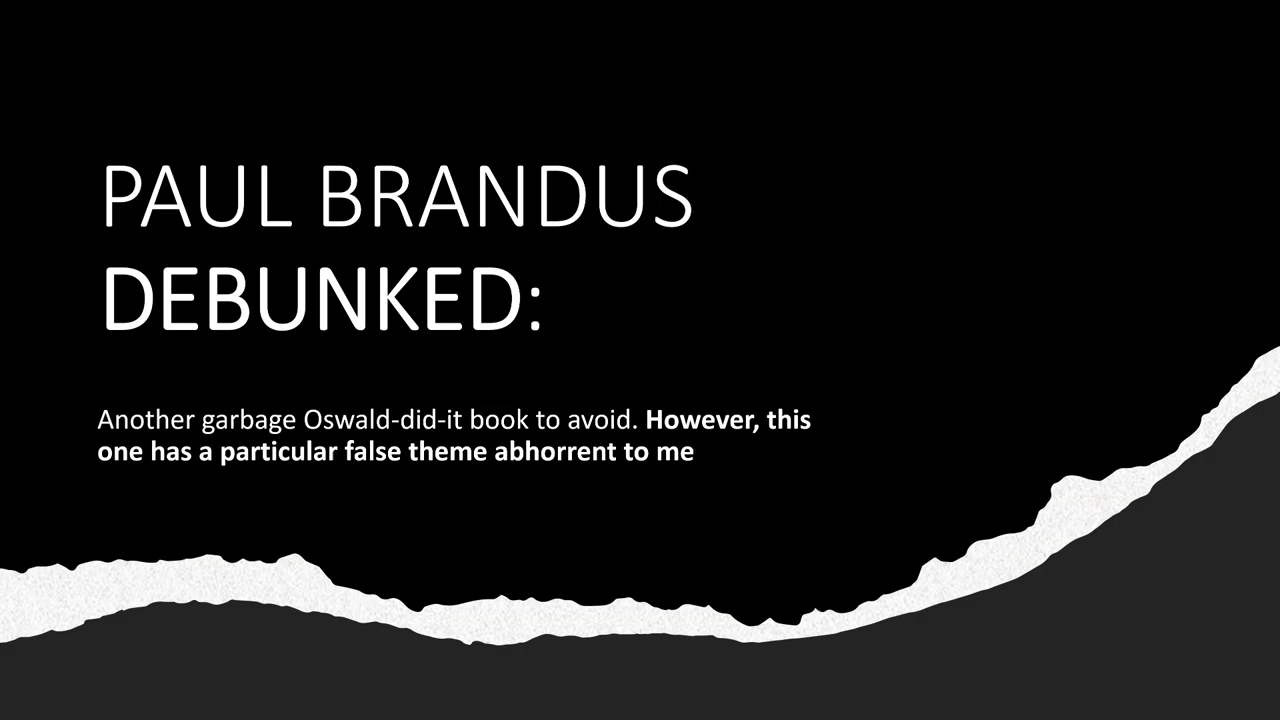 PAUL BRANDUS
DEBUNKED:
Another garbage Oswald-did-it book to avoid. However, this
one has a particular false theme abhorrent to me